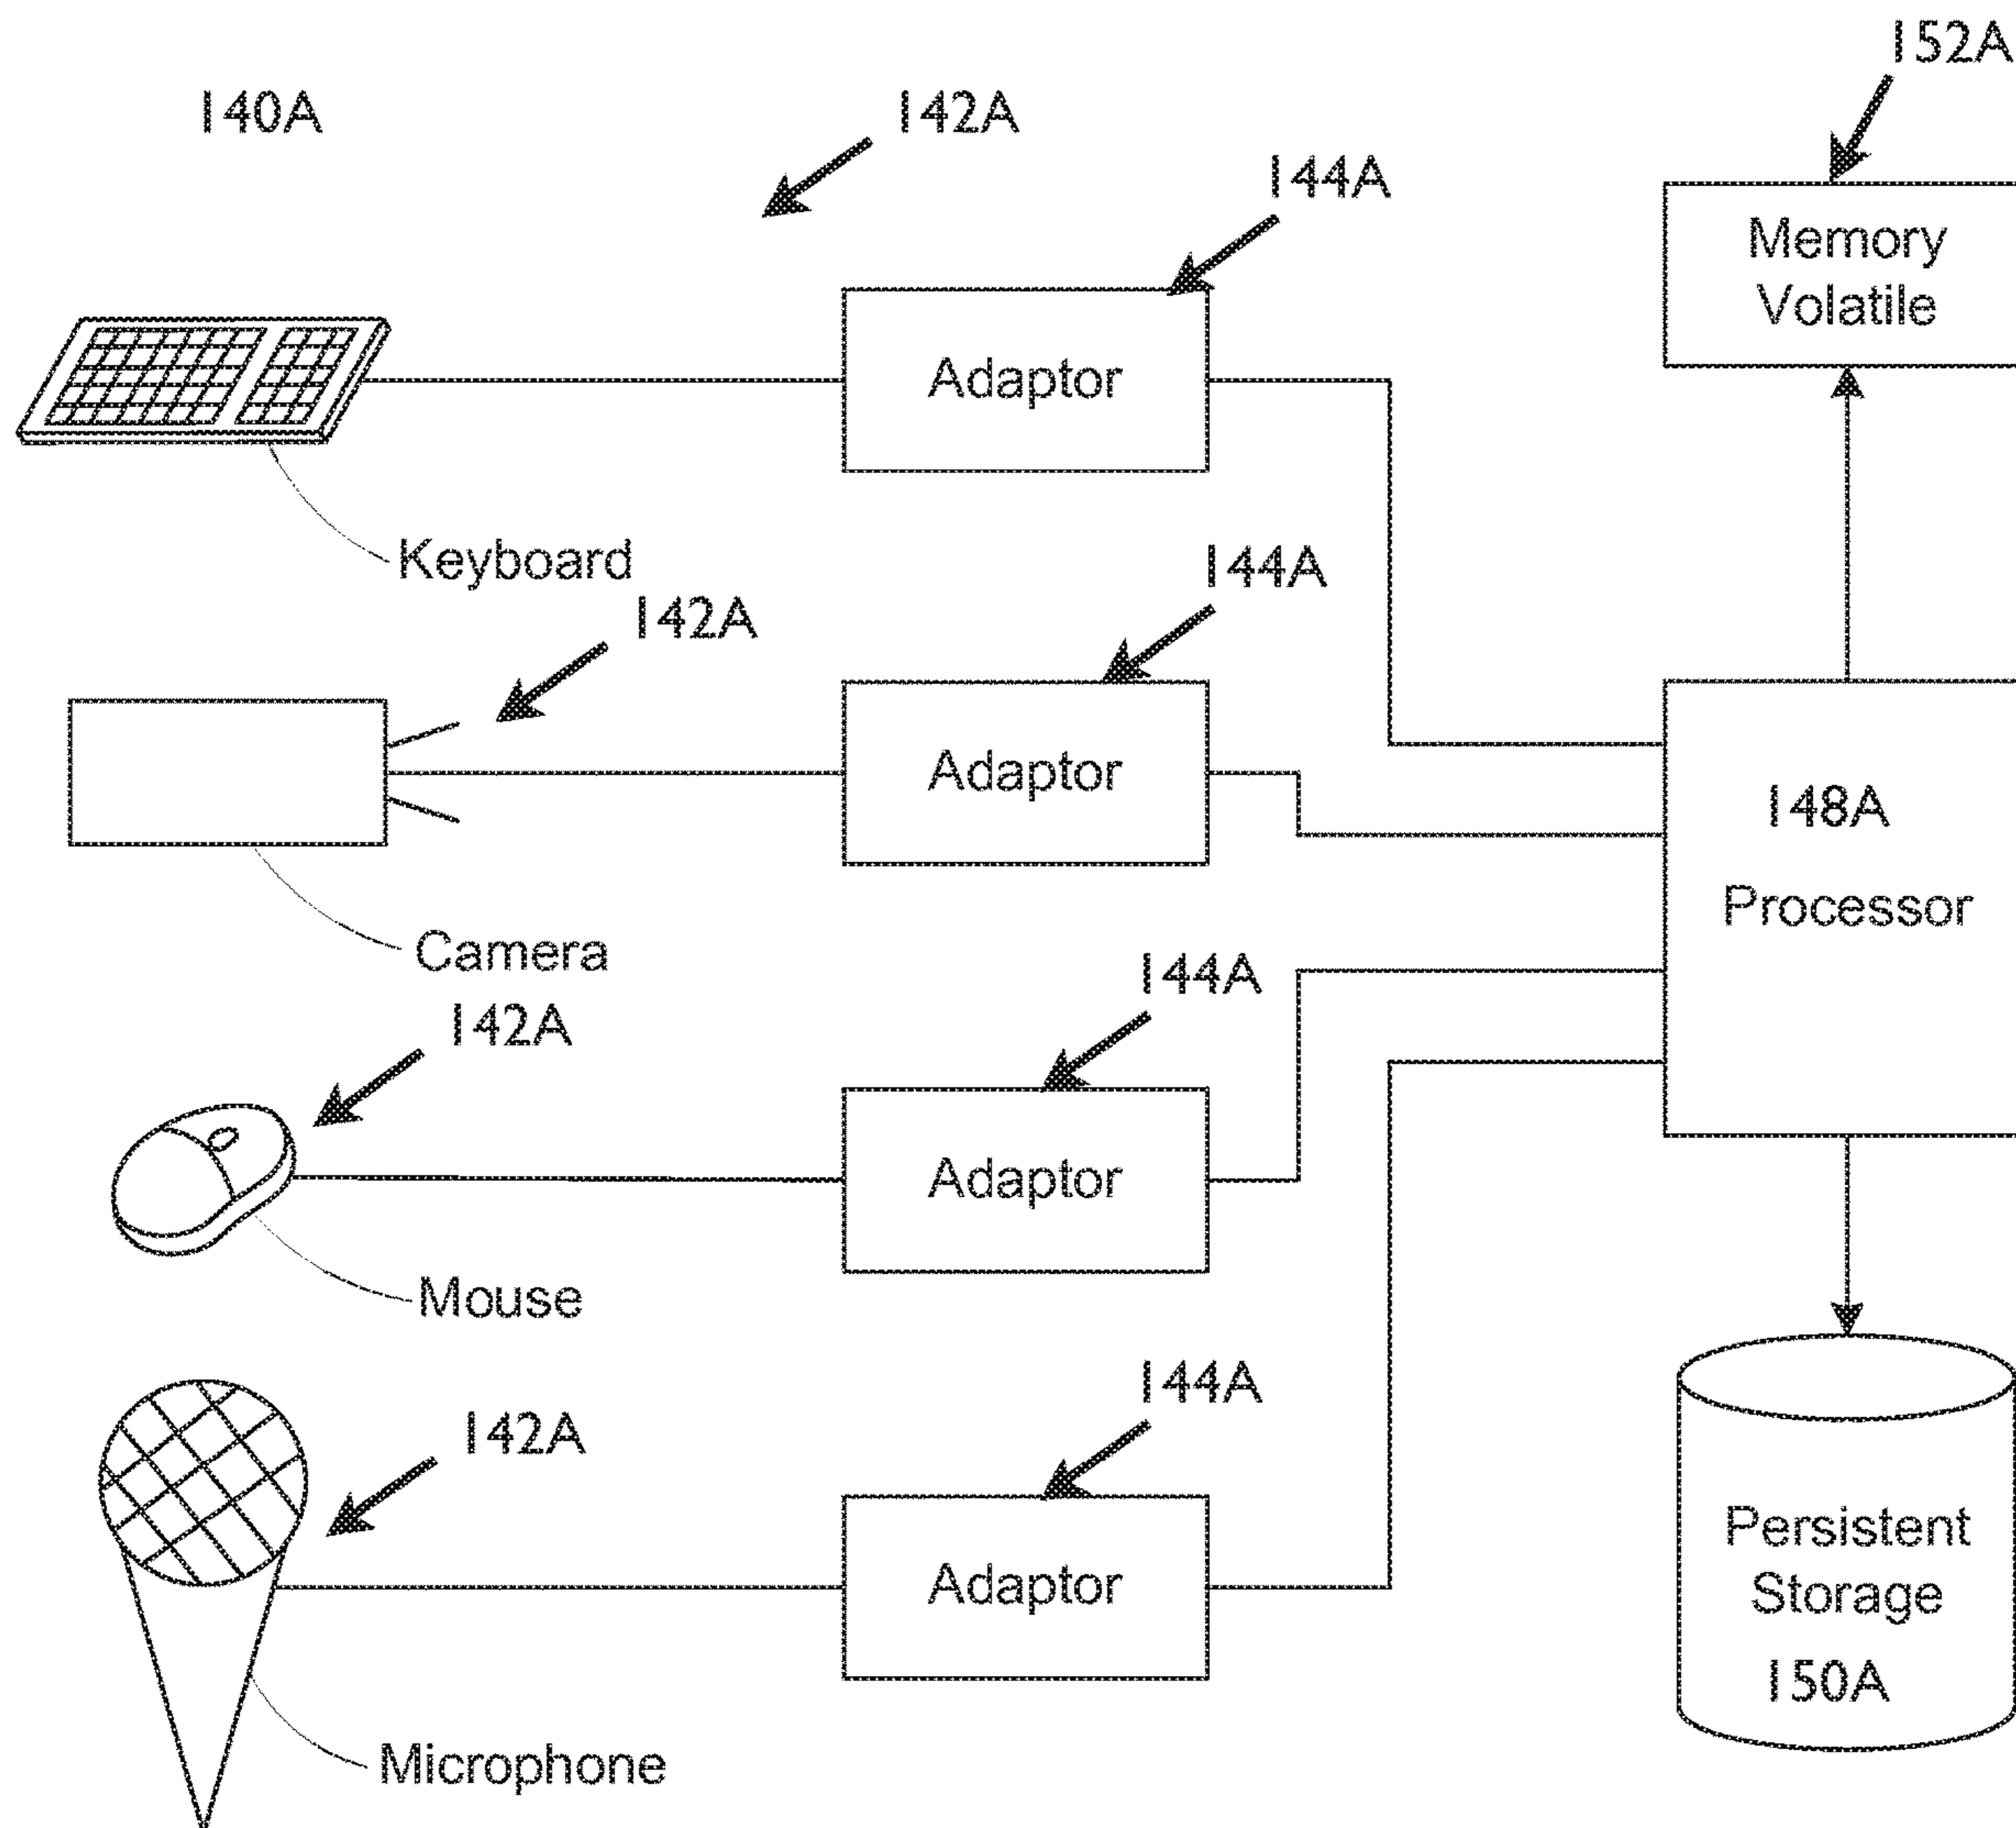 152A
140A
142A
144A
Memory
Volatile
Adaptor
Keyboard
142A
144A
Adaptor
148A
Processor
Camera
144A
142A
Adaptor
Mouse
144A
142A
Adaptor
Persistent
Storage
150A
Microphone